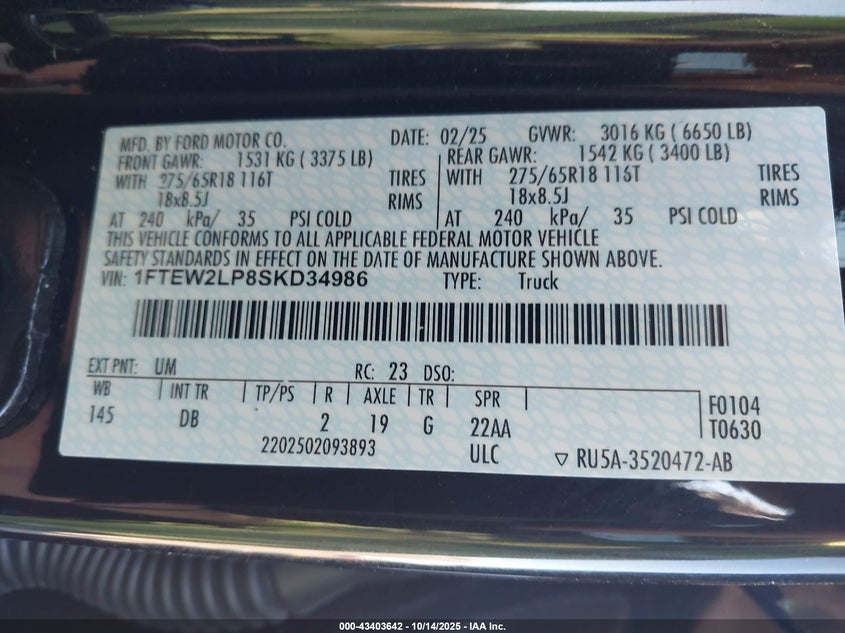 MFD. BY FORD MOTOR CO. DATE: 02/25 GVWR: 3016 KG ( 6650 LB)
FRONT GAWR: 1531 KG ( 3375 LB) REAR GAWR: 1542 KG ( 3400 LB)
WITH 275/65R18 116T TIRES WITH 275/65R18 116T TIRES
18x8.5J RIMS 18x8.5J RIMS
AT 240 kPa/ 35 PSI COLD AT 240 kPa/ 35 PSI COLD
THIS VEHICLE CONFORMS TO ALL APPLICABLE FEDERAL MOTOR VEHICLE
SAFETY STANDARDS IN EFFECT ON THE DATE OF MANUFACTURE SHOWN ABOVE.
VIN: 1FTEW2LP8SKD34986 TYPE: Truck
EXT PNT: UM RC: 23 DSO:
WB INT TR TP/PS R AXLE TR SPR
145 DB 2 19 G 22AA
F0104
T0630
2202502093893 ULC ▽ RU5A-3520472-AB
000-43403642 - 10/14/2025 - IAA Inc.